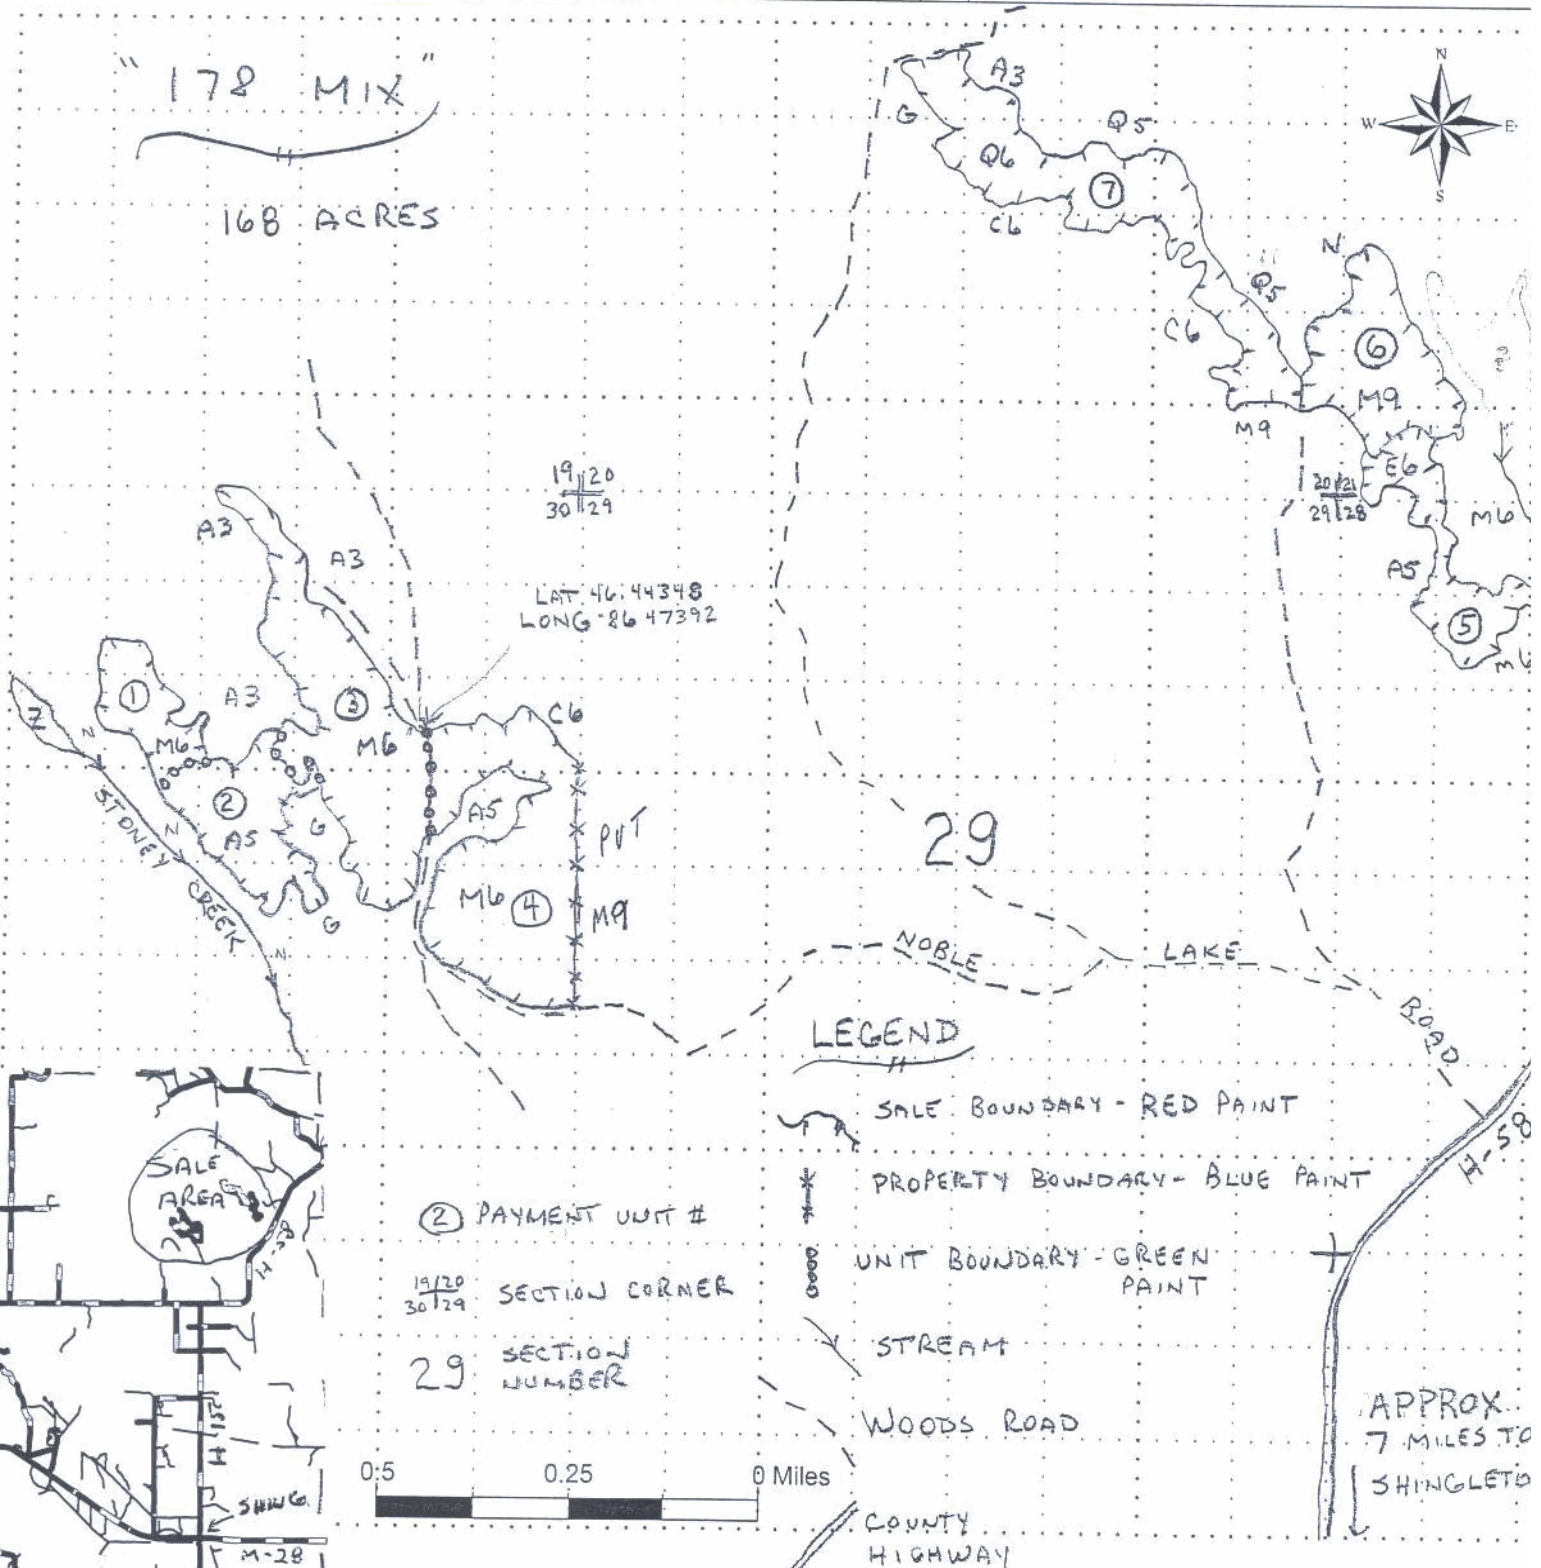 "178 MIX"
168 ACRES
N
W E
S
A3
G
Q6
Q5
7
C6
Q5
N
C6
6
M9
M9
E6
20 21
29 28
M6
A5
5
M6
19 20
30 29
A3
A3
LAT 46.44348
LONG -86 47392
1
A3
3
Z
N
M6
M6
C6
2
N
A5
G
A5
STONEY
CREEK
PVT
M6 4
M9
G
N
29
NOBLE LAKE ROAD
LEGEND
SALE BOUNDARY - RED PAINT
H-58
PROPERTY BOUNDARY - BLUE PAINT
2 PAYMENT UNIT #
UNIT BOUNDARY - GREEN
PAINT
19 20
30 29
SECTION CORNER
STREAM
29 SECTION
NUMBER
WOODS ROAD
0.5 0.25 0 Miles
COUNTY
HIGHWAY
APPROX
7 MILES TO
SHINGLETO
SALE
AREA
H-58
H 15
SHING.
M-28